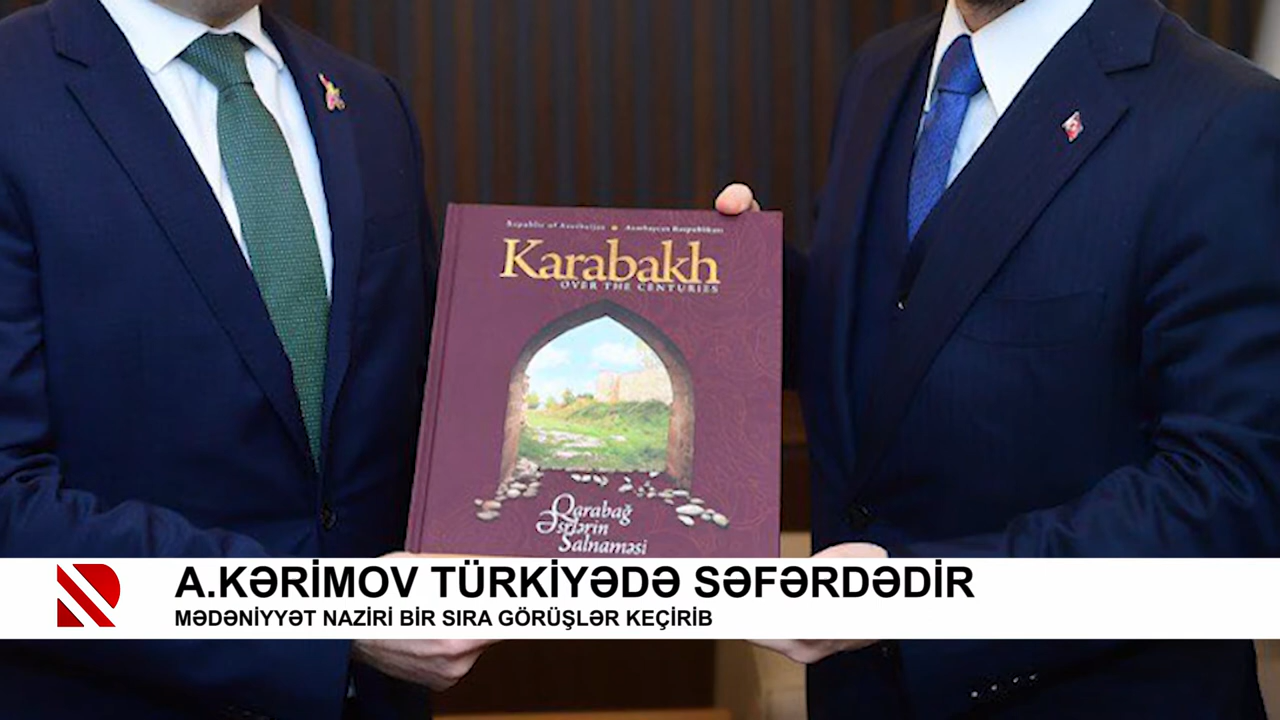 Republic of Azerbaijan • Azərbaycan Respublikası
Karabakh
OVER THE CENTURIES
Qarabağ
Əsrlərin
Salnaməsi
A.KƏRİMOV TÜRKİYƏDƏ SƏFƏRDƏDİR
MƏDƏNİYYƏT NAZİRİ BİR SIRA GÖRÜŞLƏR KEÇİRİB